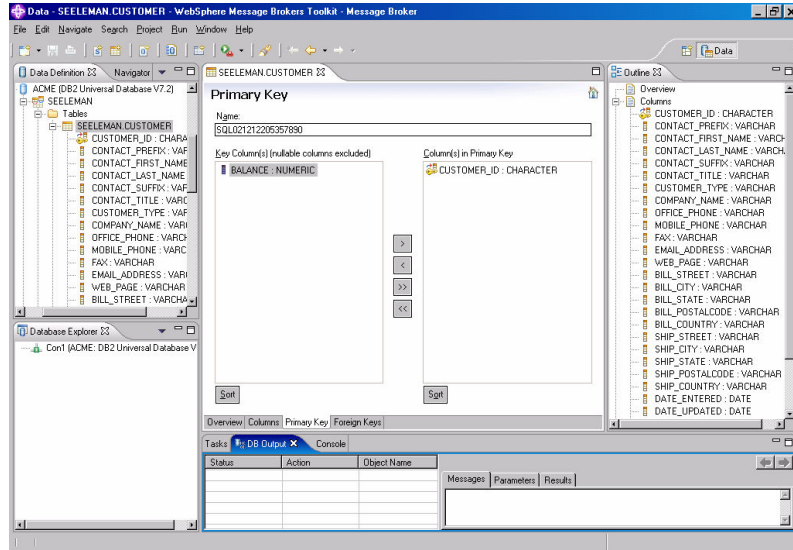 Data - SEELEMAN.CUSTOMER - WebSphere Message Brokers Toolkit - Message Broker
File Edit Navigate Search Project Run Window Help
Data
Data Definition Navigator
ACME (DB2 Universal Database V7.2)
SEELEMAN
Tables
SEELEMAN.CUSTOMER
CUSTOMER_ID : CHARA
CONTACT_PREFIX : VAF
CONTACT_FIRST_NAME
CONTACT_LAST_NAME
CONTACT_SUFFIX : VAF
CONTACT_TITLE : VARC
CUSTOMER_TYPE : VAF
COMPANY_NAME : VAR
OFFICE_PHONE : VARCH
MOBILE_PHONE : VARC
FAX : VARCHAR
EMAIL_ADDRESS : VARI
WEB_PAGE : VARCHAR
BILL_STREET : VARCHA
Database Explorer
Con1 (ACME: DB2 Universal Database V
SEELEMAN.CUSTOMER
Primary Key
Name:
SQL021212205357890
Key Column(s) (nullable columns excluded)
BALANCE : NUMERIC
Column(s) in Primary Key
CUSTOMER_ID : CHARACTER
>
<
>>
<<
Sort
Sort
Overview Columns Primary Key Foreign Keys
Outline
Overview
Columns
CUSTOMER_ID : CHARACTER
CONTACT_PREFIX : VARCHAR
CONTACT_FIRST_NAME : VARCH
CONTACT_LAST_NAME : VARCH
CONTACT_SUFFIX : VARCHAR
CONTACT_TITLE : VARCHAR
CUSTOMER_TYPE : VARCHAR
COMPANY_NAME : VARCHAR
OFFICE_PHONE : VARCHAR
MOBILE_PHONE : VARCHAR
FAX : VARCHAR
EMAIL_ADDRESS : VARCHAR
WEB_PAGE : VARCHAR
BILL_STREET : VARCHAR
BILL_CITY : VARCHAR
BILL_STATE : VARCHAR
BILL_POSTALCODE : VARCHAR
BILL_COUNTRY : VARCHAR
SHIP_STREET : VARCHAR
SHIP_CITY : VARCHAR
SHIP_STATE : VARCHAR
SHIP_POSTALCODE : VARCHAR
SHIP_COUNTRY : VARCHAR
DATE_ENTERED : DATE
DATE_UPDATED : DATE
Tasks DB Output Console
Status Action Object Name
Messages Parameters Results